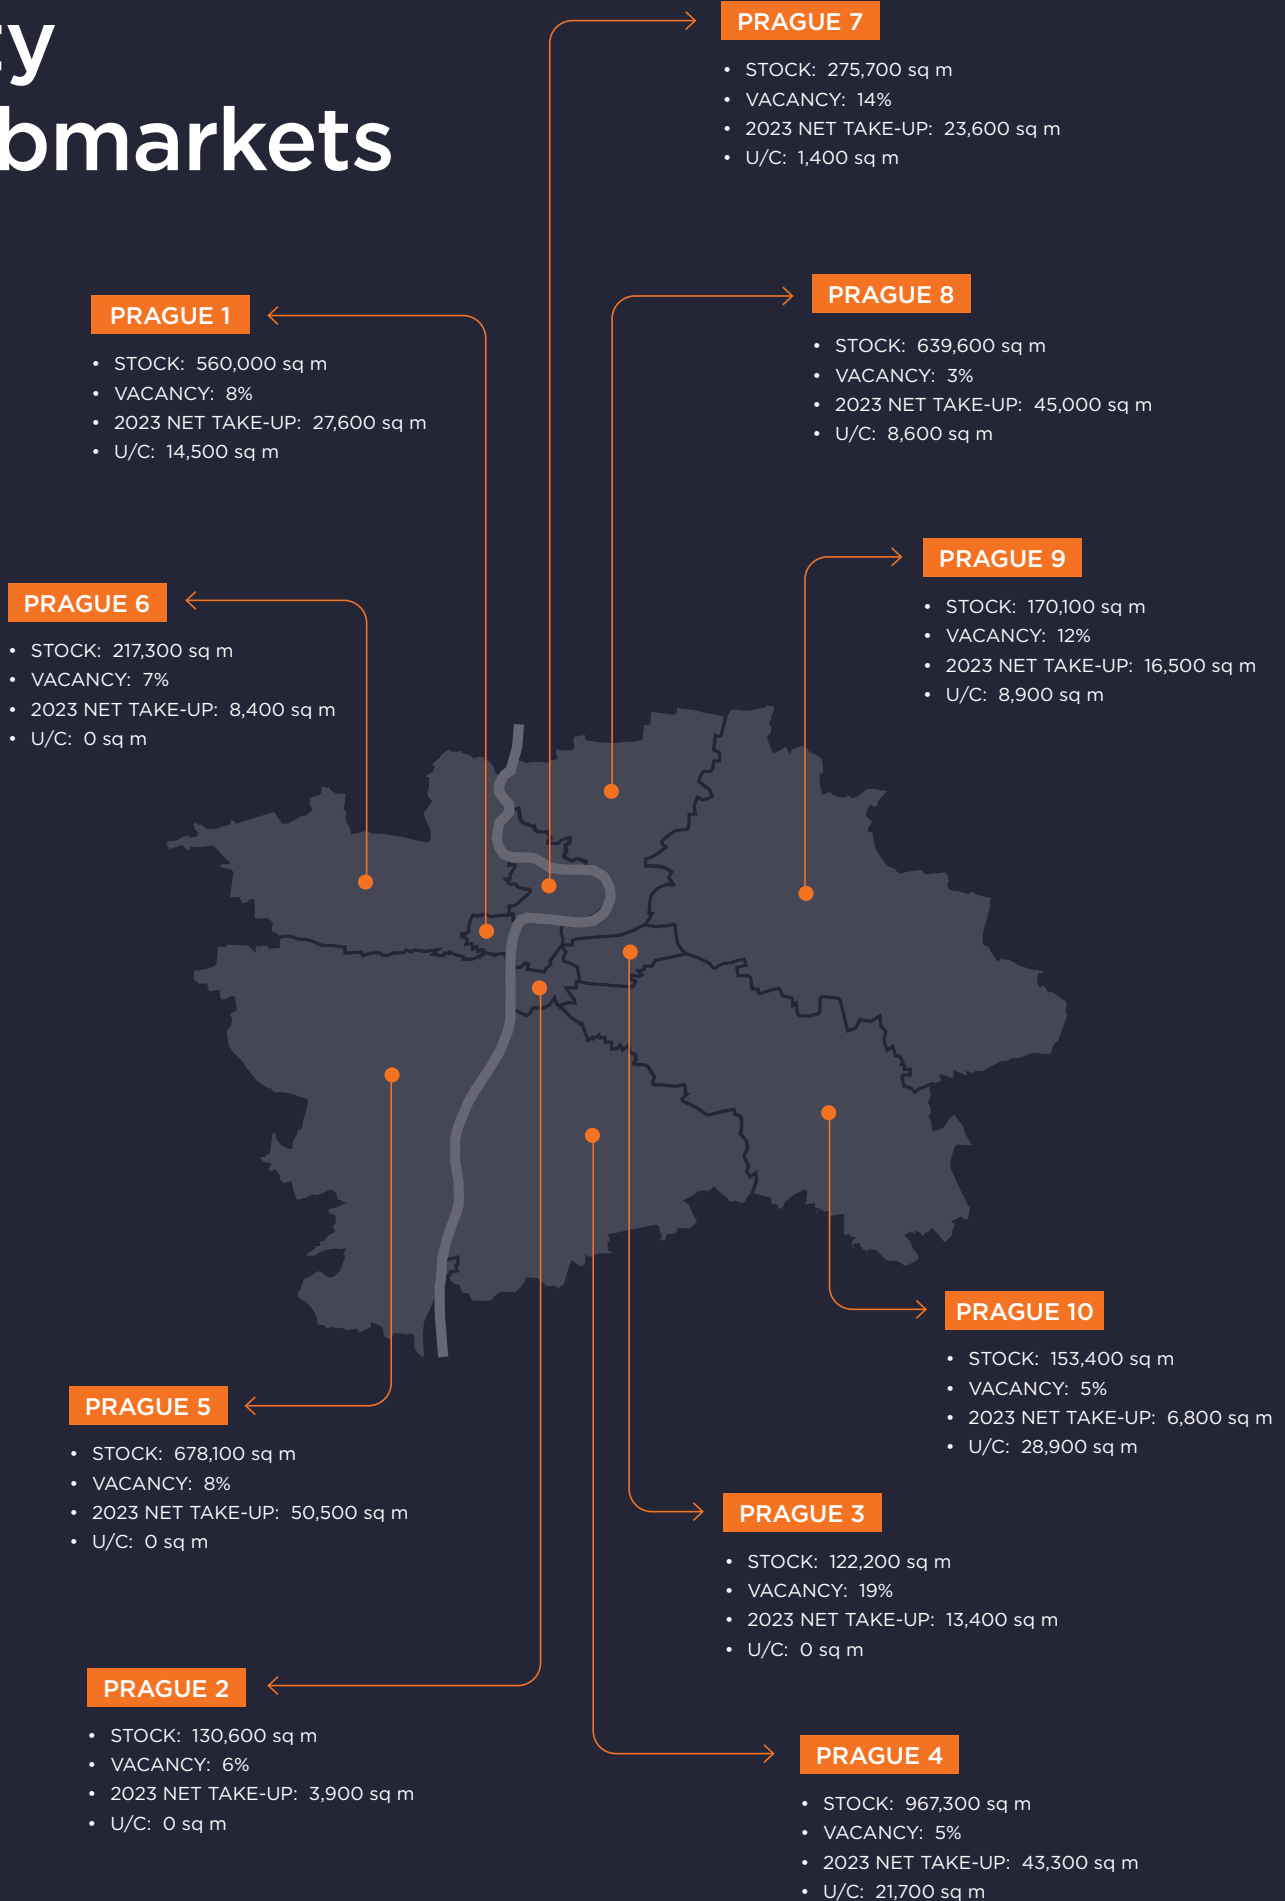 ty
bmarkets
PRAGUE 7
• STOCK: 275,700 sq m
• VACANCY: 14%
• 2023 NET TAKE-UP: 23,600 sq m
• U/C: 1,400 sq m
PRAGUE 1
• STOCK: 560,000 sq m
• VACANCY: 8%
• 2023 NET TAKE-UP: 27,600 sq m
• U/C: 14,500 sq m
PRAGUE 8
• STOCK: 639,600 sq m
• VACANCY: 3%
• 2023 NET TAKE-UP: 45,000 sq m
• U/C: 8,600 sq m
PRAGUE 9
• STOCK: 170,100 sq m
• VACANCY: 12%
• 2023 NET TAKE-UP: 16,500 sq m
• U/C: 8,900 sq m
PRAGUE 6
• STOCK: 217,300 sq m
• VACANCY: 7%
• 2023 NET TAKE-UP: 8,400 sq m
• U/C: 0 sq m
PRAGUE 10
• STOCK: 153,400 sq m
• VACANCY: 5%
• 2023 NET TAKE-UP: 6,800 sq m
• U/C: 28,900 sq m
PRAGUE 5
• STOCK: 678,100 sq m
• VACANCY: 8%
• 2023 NET TAKE-UP: 50,500 sq m
• U/C: 0 sq m
PRAGUE 3
• STOCK: 122,200 sq m
• VACANCY: 19%
• 2023 NET TAKE-UP: 13,400 sq m
• U/C: 0 sq m
PRAGUE 2
• STOCK: 130,600 sq m
• VACANCY: 6%
• 2023 NET TAKE-UP: 3,900 sq m
• U/C: 0 sq m
PRAGUE 4
• STOCK: 967,300 sq m
• VACANCY: 5%
• 2023 NET TAKE-UP: 43,300 sq m
• U/C: 21,700 sq m